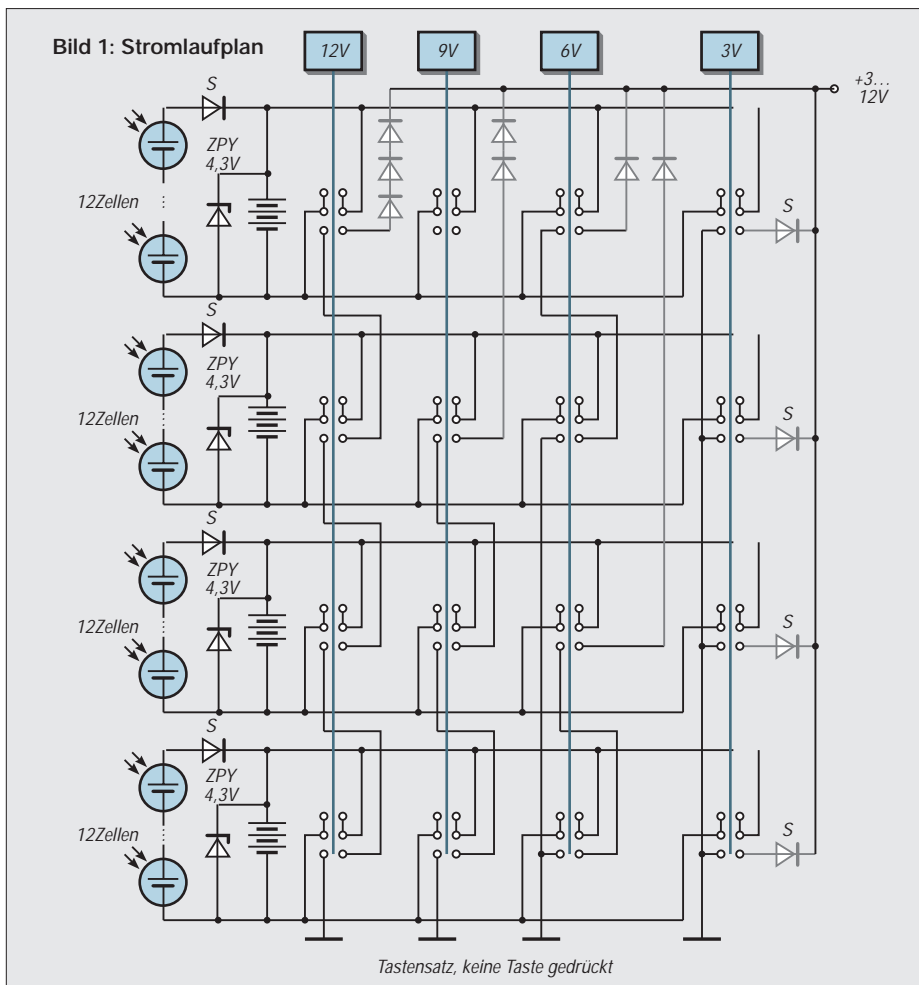 Bild 1: Stromlaufplan
12V
9V
6V
3V
+3...
12V
S
ZPY
4,3V
12Zellen
S
S
ZPY
4,3V
12Zellen
S
S
ZPY
4,3V
12Zellen
S
S
ZPY
4,3V
12Zellen
S
Tastensatz, keine Taste gedrückt